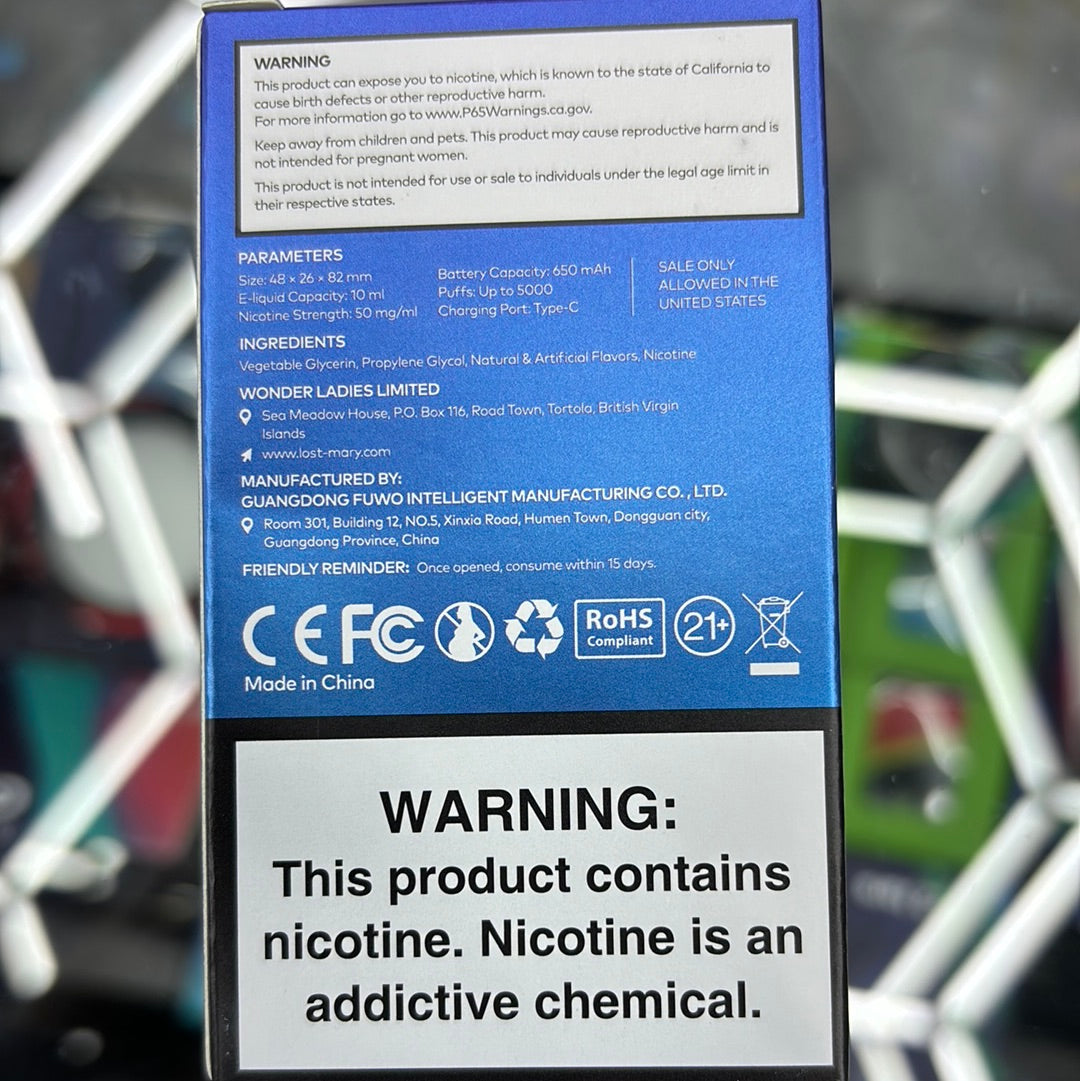 WARNING
This product can expose you to nicotine, which is known to the state of California to
cause birth defects or other reproductive harm.
For more information go to www.P65Warnings.ca.gov.
Keep away from children and pets. This product may cause reproductive harm and is
not intended for pregnant women.
This product is not intended for use or sale to individuals under the legal age limit in
their respective states.
PARAMETERS
Size: 48 × 26 × 82 mm
E-liquid Capacity: 10 ml
Nicotine Strength: 50 mg/ml
Battery Capacity: 650 mAh
Puffs: Up to 5000
Charging Port: Type-C
SALE ONLY
ALLOWED IN THE
UNITED STATES
INGREDIENTS
Vegetable Glycerin, Propylene Glycol, Natural & Artificial Flavors, Nicotine
WONDER LADIES LIMITED
Sea Meadow House, P.O. Box 116, Road Town, Tortola, British Virgin
Islands
www.lost-mary.com
MANUFACTURED BY:
GUANGDONG FUWO INTELLIGENT MANUFACTURING CO., LTD.
Room 301, Building 12, NO.5, Xinxia Road, Humen Town, Dongguan city,
Guangdong Province, China
FRIENDLY REMINDER: Once opened, consume within 15 days.
CE FC RoHS 21+
Compliant
Made in China
WARNING:
This product contains
nicotine. Nicotine is an
addictive chemical.